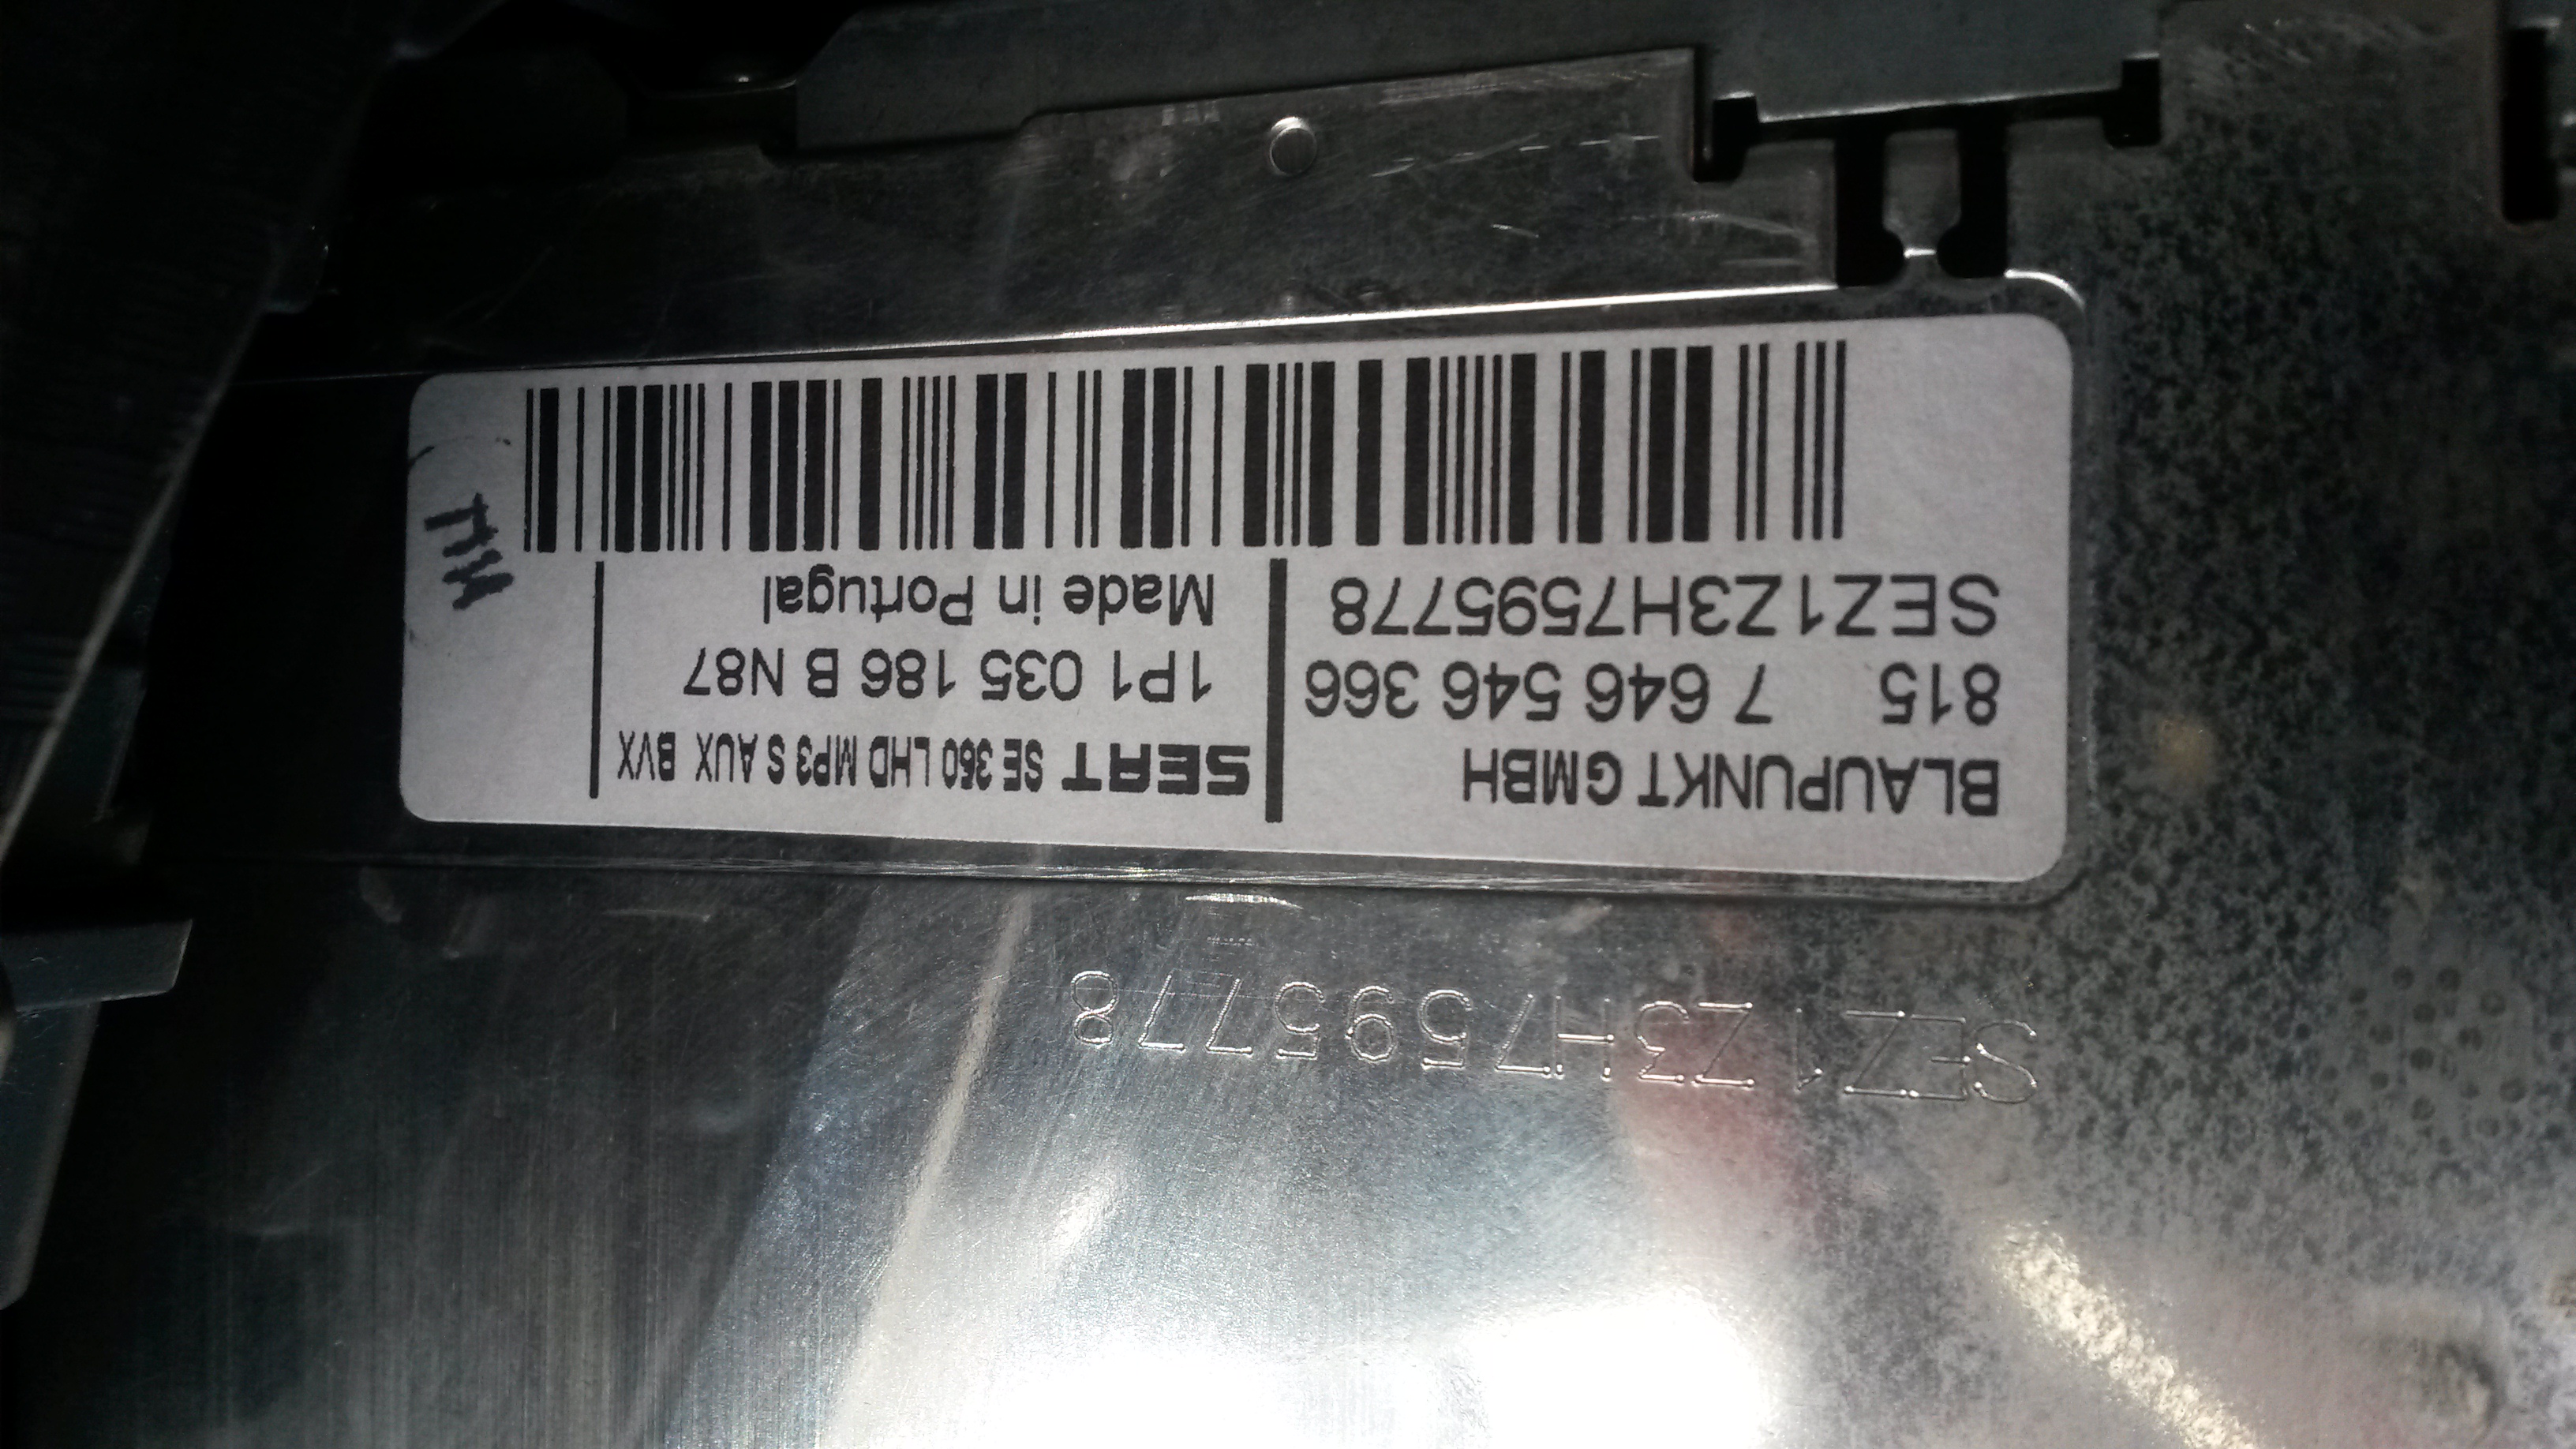 BLAUPUNKT GMBH
815 7 646 546 366
SEZ1Z3H7595778
SEAT SE 360 LHD MP3 S AUX BVX
1P1 035 186 B N87
Made in Portugal
SEZ1Z3H7595778